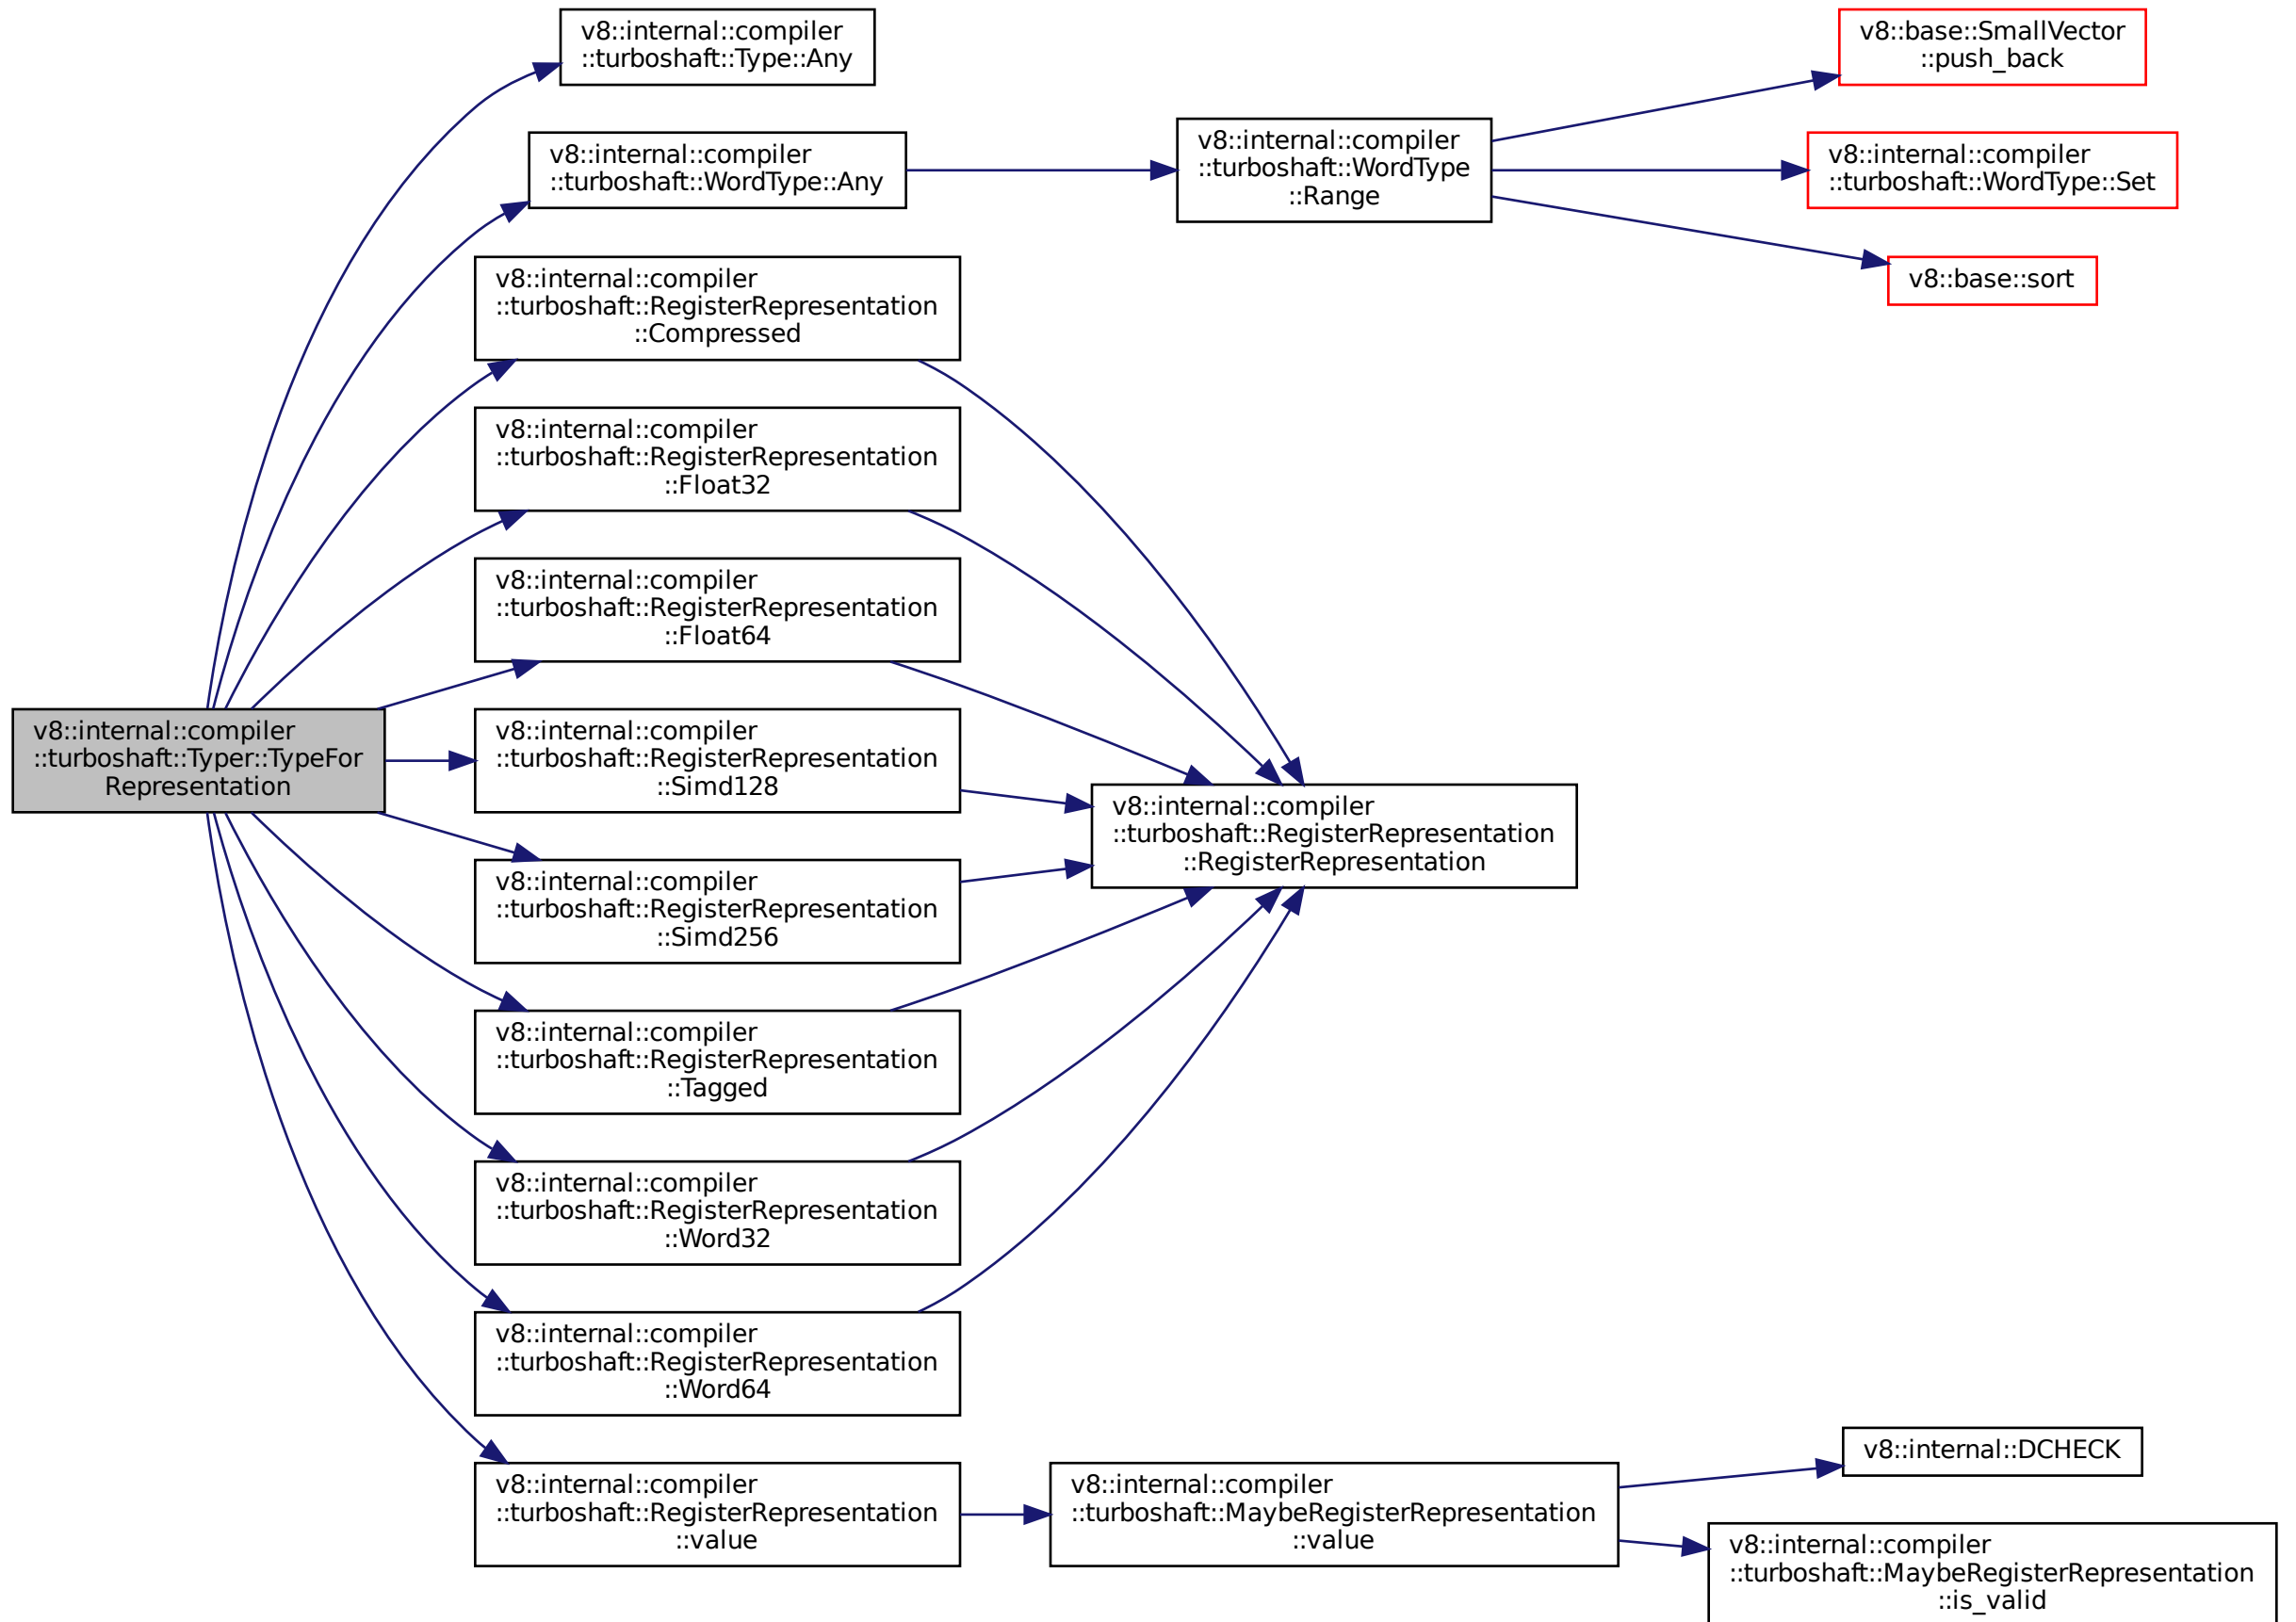 v8::internal::compiler
::turboshaft::Type::Any
v8::base::SmallVector
::push_back
v8::internal::compiler
::turboshaft::WordType::Any
v8::internal::compiler
::turboshaft::WordType
::Range
v8::internal::compiler
::turboshaft::WordType::Set
v8::base::sort
v8::internal::compiler
::turboshaft::RegisterRepresentation
::Compressed
v8::internal::compiler
::turboshaft::RegisterRepresentation
::Float32
v8::internal::compiler
::turboshaft::RegisterRepresentation
::Float64
v8::internal::compiler
::turboshaft::Typer::TypeFor
Representation
v8::internal::compiler
::turboshaft::RegisterRepresentation
::Simd128
v8::internal::compiler
::turboshaft::RegisterRepresentation
::RegisterRepresentation
v8::internal::compiler
::turboshaft::RegisterRepresentation
::Simd256
v8::internal::compiler
::turboshaft::RegisterRepresentation
::Tagged
v8::internal::compiler
::turboshaft::RegisterRepresentation
::Word32
v8::internal::compiler
::turboshaft::RegisterRepresentation
::Word64
v8::internal::compiler
::turboshaft::RegisterRepresentation
::value
v8::internal::compiler
::turboshaft::MaybeRegisterRepresentation
::value
v8::internal::DCHECK
v8::internal::compiler
::turboshaft::MaybeRegisterRepresentation
::is_valid